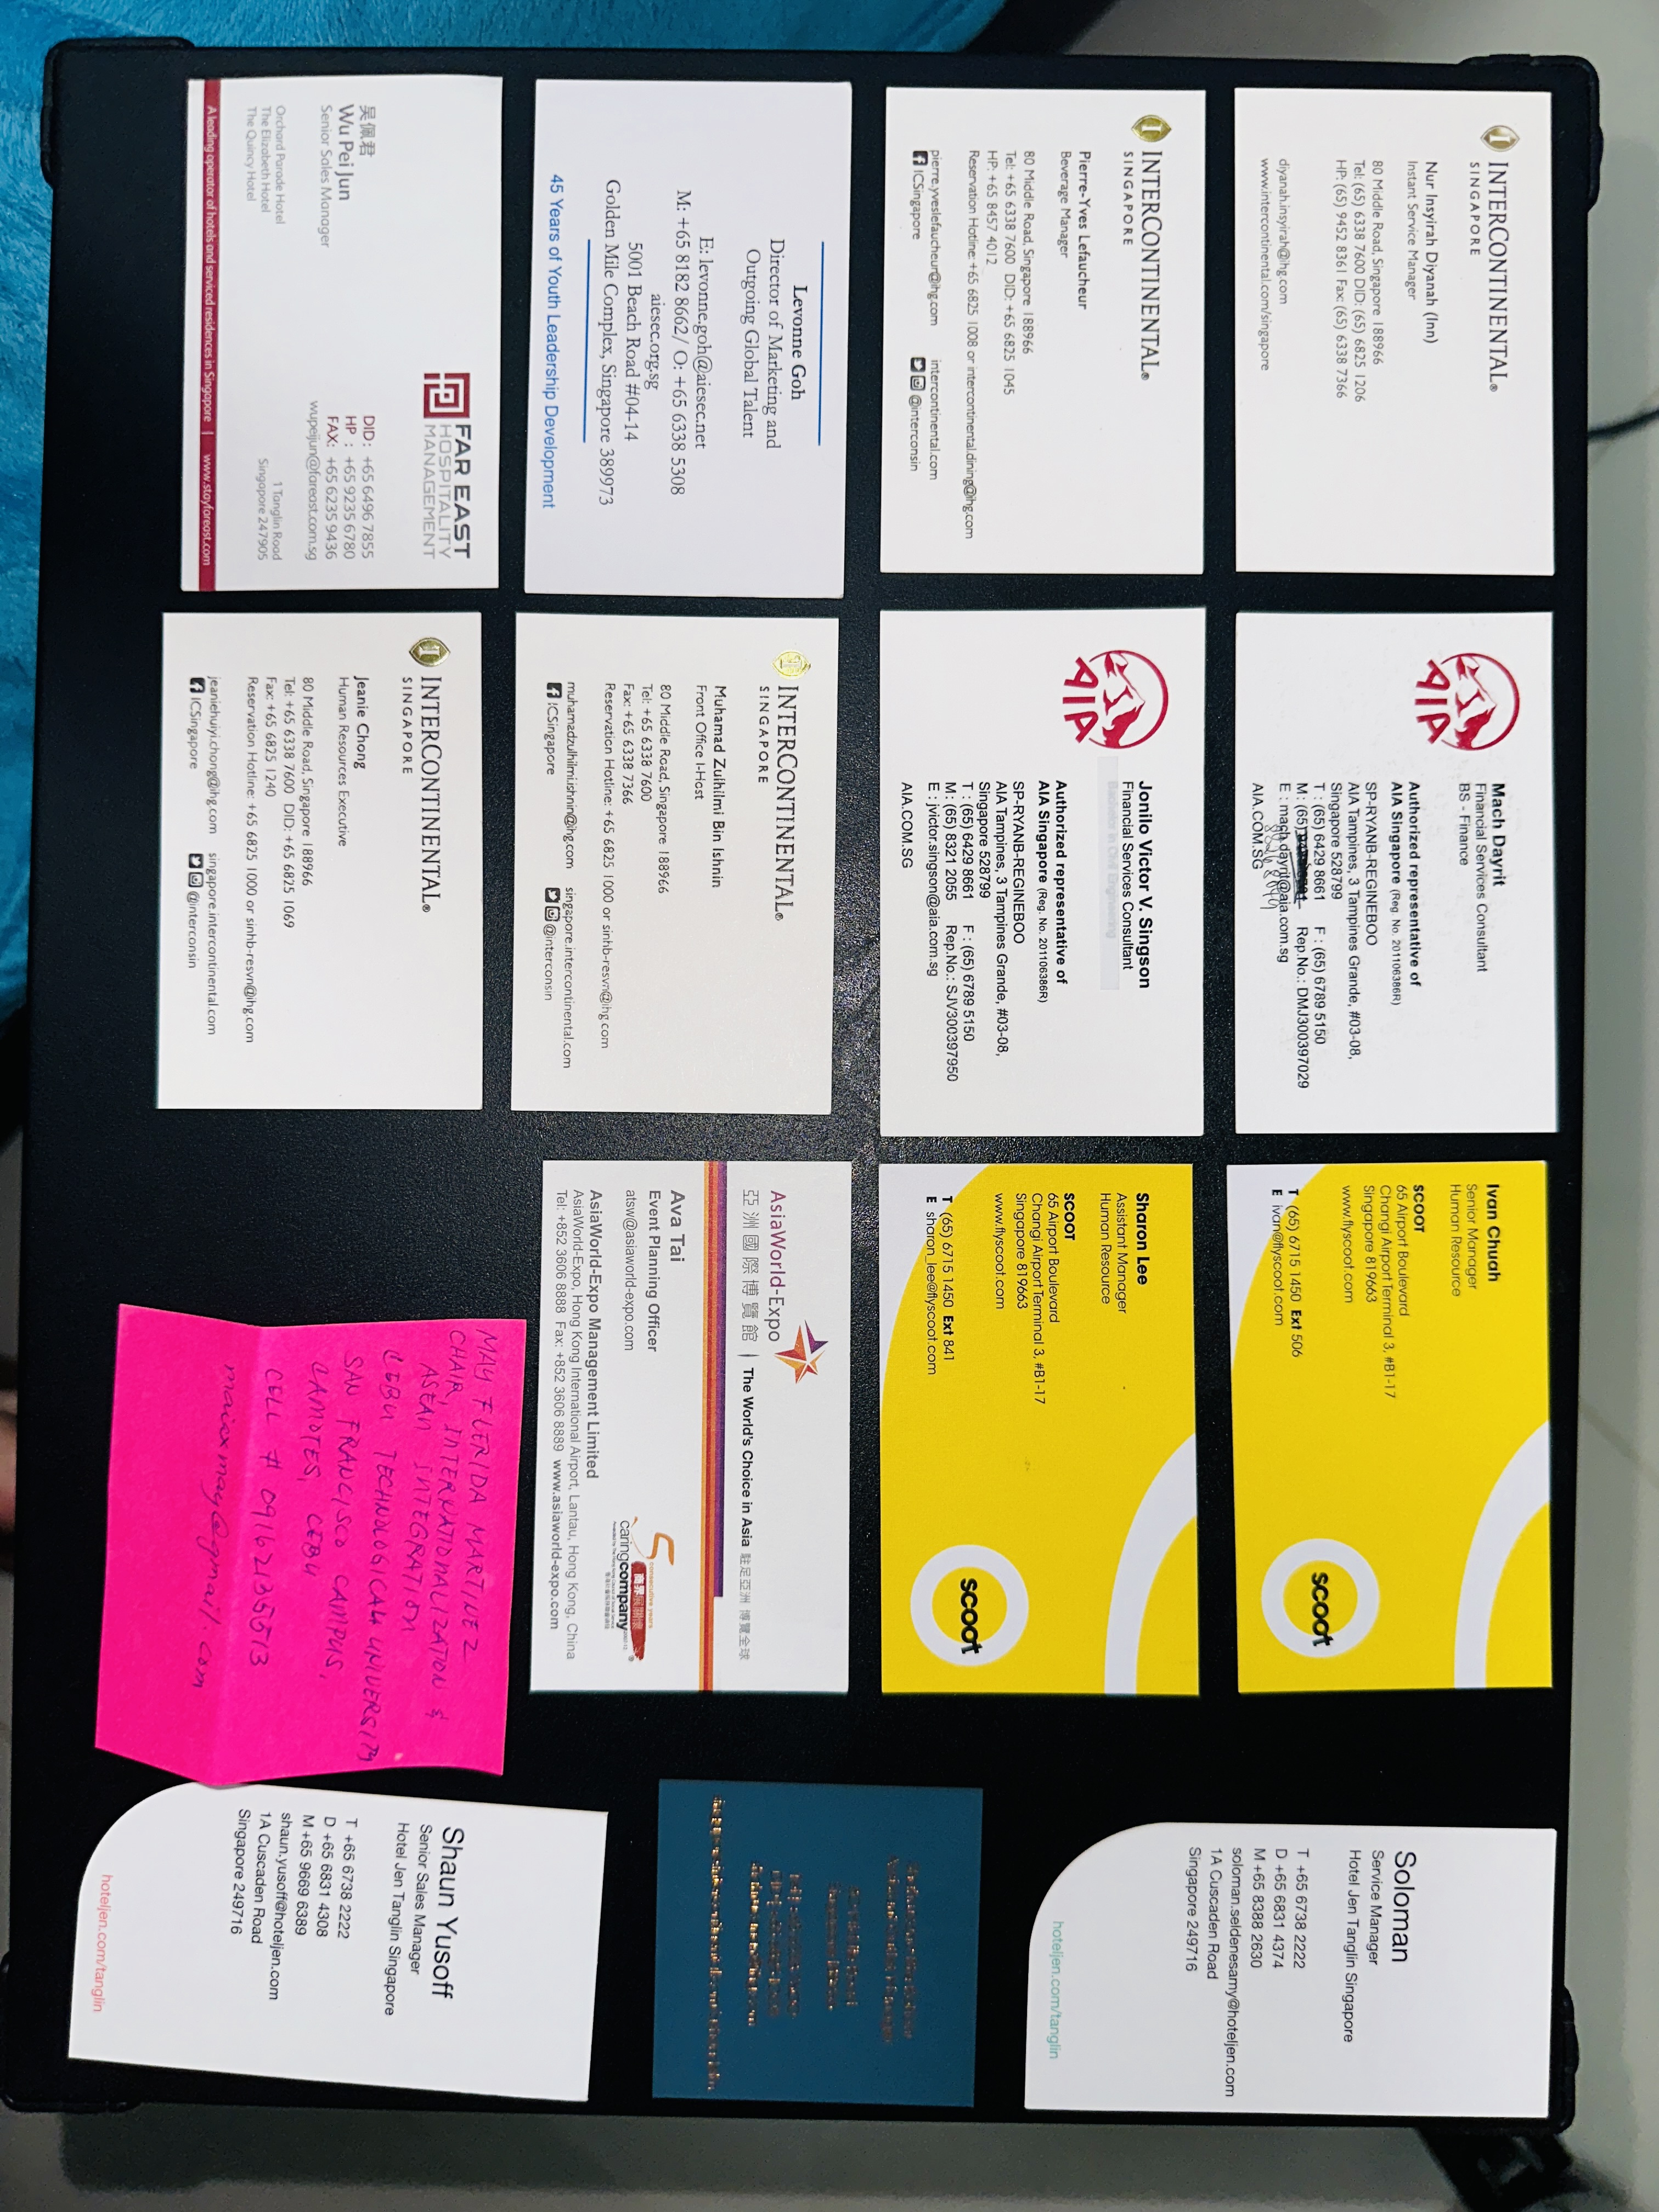 INTERCONTINENTAL®
SINGAPORE
Nur Insyirah Diyanah (Inn)
Instant Service Manager
80 Middle Road, Singapore 188966
Tel: (65) 6338 7600 DID: (65) 6825 1206
HP: (65) 9452 8361 Fax: (65) 6338 7366
diyanah.insyirah@ihg.com
www.intercontinental.com/singapore
AIA
Mach Dayrit
Financial Services Consultant
BS - Finance
Authorized representative of
AIA Singapore (Reg. No. 201106386R)
SP-RYANB-REGINEBOO
AIA Tampines, 3 Tampines Grande, #03-08,
Singapore 528799
T : (65) 6429 8661 F : (65) 6789 5150
M : (65) Rep.No.: DMJ300397029
E : mach.dayrit@aia.com.sg
AIA.COM.SG
Ivan Chuah
Senior Manager
Human Resource
SCOOT
65 Airport Boulevard
Changi Airport Terminal 3, #B1-17
Singapore 819663
www.flyscoot.com
T (65) 6715 1450 Ext 506
E ivan@flyscoot.com
scoot
Soloman
Service Manager
Hotel Jen Tanglin Singapore
T +65 6738 2222
D +65 6831 4374
M +65 8388 2630
soloman.seldenesamy@hoteljen.com
1A Cuscaden Road
Singapore 249716
hoteljen.com/tanglin
INTERCONTINENTAL®
SINGAPORE
Pierre-Yves Lefaucheur
Beverage Manager
80 Middle Road, Singapore 188966
Tel: +65 6338 7600 DID: +65 6825 1045
HP: +65 8457 4012
Reservation Hotline: +65 6825 1008 or intercontinental.dining@ihg.com
pierre.yveslefaucheur@ihg.com intercontinental.com
ICSingapore @interconsin
AIA
Jonilo Victor V. Singson
Financial Services Consultant
Bachelor in Civil Engineering
Authorized representative of
AIA Singapore (Reg. No. 201106386R)
SP-RYANB-REGINEBOO
AIA Tampines, 3 Tampines Grande, #03-08,
Singapore 528799
T : (65) 6429 8661 F : (65) 6789 5150
M : (65) 8321 2055 Rep.No.: SJV300397950
E : jvictor.singson@aia.com.sg
AIA.COM.SG
Sharon Lee
Assistant Manager
Human Resource
SCOOT
65 Airport Boulevard
Changi Airport Terminal 3, #B1-17
Singapore 819663
www.flyscoot.com
T (65) 6715 1450 Ext 841
E sharon_lee@flyscoot.com
scoot
Levonne Goh
Director of Marketing and
Outgoing Global Talent
M: +65 8182 8662/ O: +65 6338 5308
E: levonne.goh@aiesec.net
aiesec.org.sg
5001 Beach Road #04-14
Golden Mile Complex, Singapore 389973
45 Years of Youth Leadership Development
INTERCONTINENTAL®
SINGAPORE
Muhamad Zulhilmi Bin Ishnin
Front Office I-Host
80 Middle Road, Singapore 188966
Tel: +65 6338 7600
Fax: +65 6338 7366
Reservation Hotline: +65 6825 1000 or sinhb-resvn@ihg.com
muhamadzulhilmi.ishnin@ihg.com singapore.intercontinental.com
ICSingapore @interconsin
AsiaWorld-Expo
亞洲國際博覽館 | The World's Choice in Asia 駐足亞洲 博覽全球
Ava Tai
Event Planning Officer
atsw@asiaworld-expo.com
5 consecutive years
caringcompany
商界展關懷
AsiaWorld-Expo Management Limited
AsiaWorld-Expo, Hong Kong International Airport, Lantau, Hong Kong, China
Tel: +852 3606 8888 Fax: +852 3606 8889 www.asiaworld-expo.com
FAR EAST
HOSPITALITY
MANAGEMENT
吴佩君
Wu Pei Jun
Senior Sales Manager
DID: +65 6496 7855
HP : +65 9235 6780
FAX: +65 6235 9436
wupeijun@fareast.com.sg
Orchard Parade Hotel
The Elizabeth Hotel
The Quincy Hotel
1 Tanglin Road
Singapore 247905
A leading operator of hotels and serviced residences in Singapore | www.stayfareast.com
INTERCONTINENTAL®
SINGAPORE
Jeanie Chong
Human Resources Executive
80 Middle Road, Singapore 188966
Tel: +65 6338 7600 DID: +65 6825 1069
Fax: +65 6825 1240
Reservation Hotline: +65 6825 1000 or sinhb-resvn@ihg.com
jeaniehuiyi.chong@ihg.com singapore.intercontinental.com
ICSingapore @interconsin
MAY FLERIDA MARTINEZ
CHAIR, INTERNATIONALIZATION &
ASEAN INTEGRATION
CEBU TECHNOLOGICAL UNIVERSITY
SAN FRANCISCO CAMPUS,
CAMOTES, CEBU
CELL # 09162135513
maiexmay@gmail.com
Shaun Yusoff
Senior Sales Manager
Hotel Jen Tanglin Singapore
T +65 6738 2222
D +65 6831 4308
M +65 9669 6389
shaun.yusoff@hoteljen.com
1A Cuscaden Road
Singapore 249716
hoteljen.com/tanglin